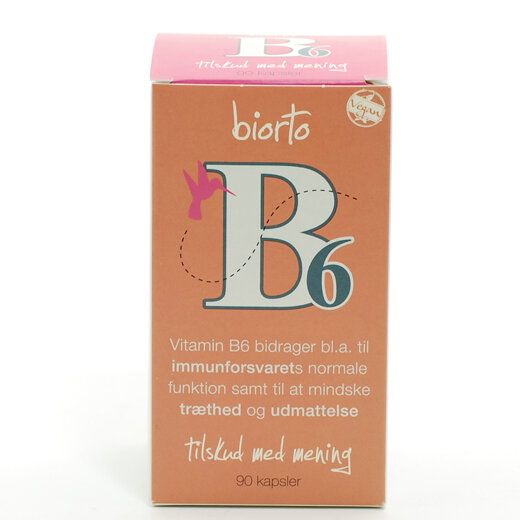 B6
tilskud med mening
90 kapsler
biorto
Vegan
B6
Vitamin B6 bidrager bl.a. til
immunforsvarets normale
funktion samt til at mindske
træthed og udmattelse
tilskud med mening
90 kapsler